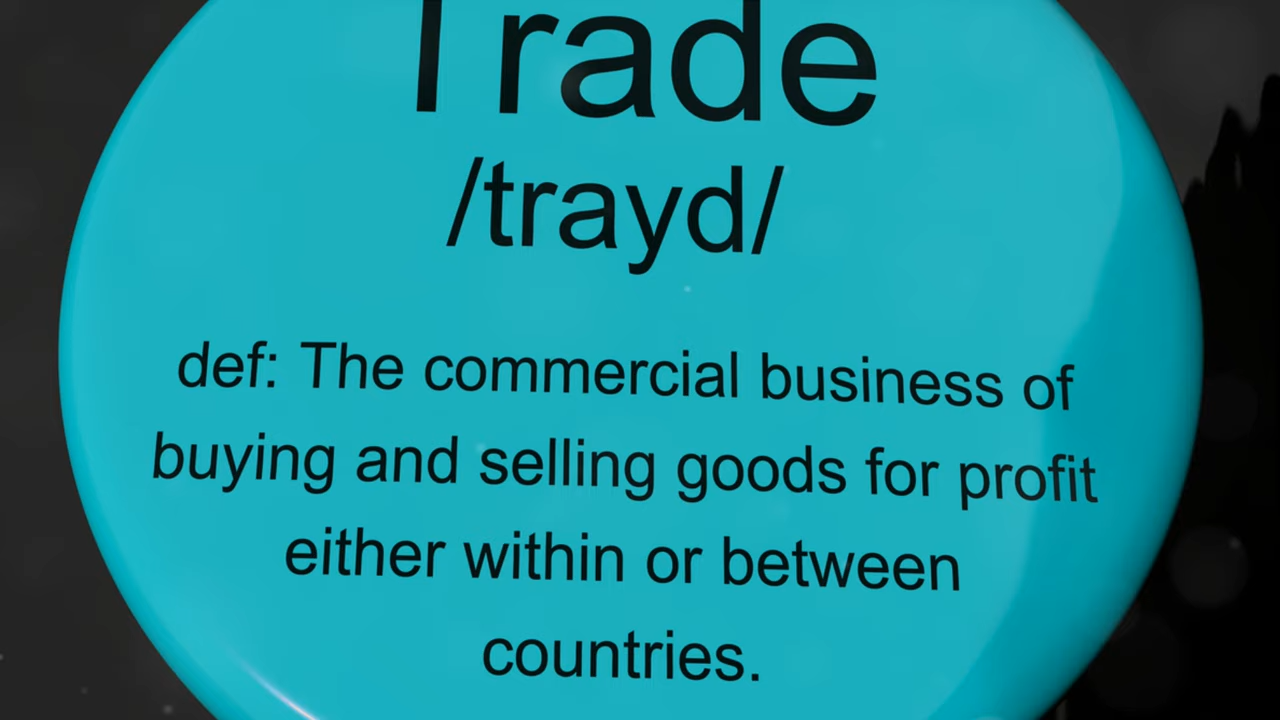 Trade
/trayd/
def: The commercial business of
buying and selling goods for profit
either within or between
countries.